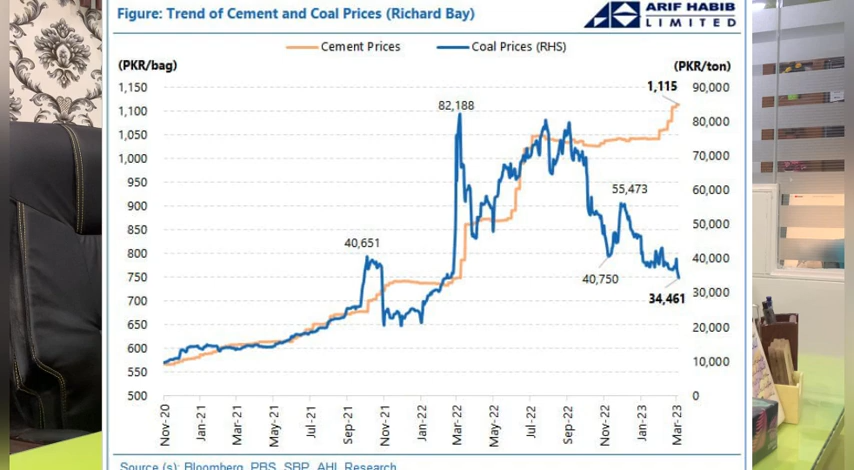 Figure: Trend of Cement and Coal Prices (Richard Bay)
ARIF HABIB
LIMITED
Cement Prices
Coal Prices (RHS)
(PKR/bag)
(PKR/ton)
1,150
1,100
1,050
1,000
950
900
850
800
750
700
650
600
550
500
90,000
80,000
70,000
60,000
50,000
40,000
30,000
20,000
10,000
0
40,651
82,188
1,115
55,473
40,750
34,461
Nov-20
Jan-21
Mar-21
May-21
Jul-21
Sep-21
Nov-21
Jan-22
Mar-22
May-22
Jul-22
Sep-22
Nov-22
Jan-23
Mar-23
Source (s): Bloomberg, PBS, SBP, AHL Research